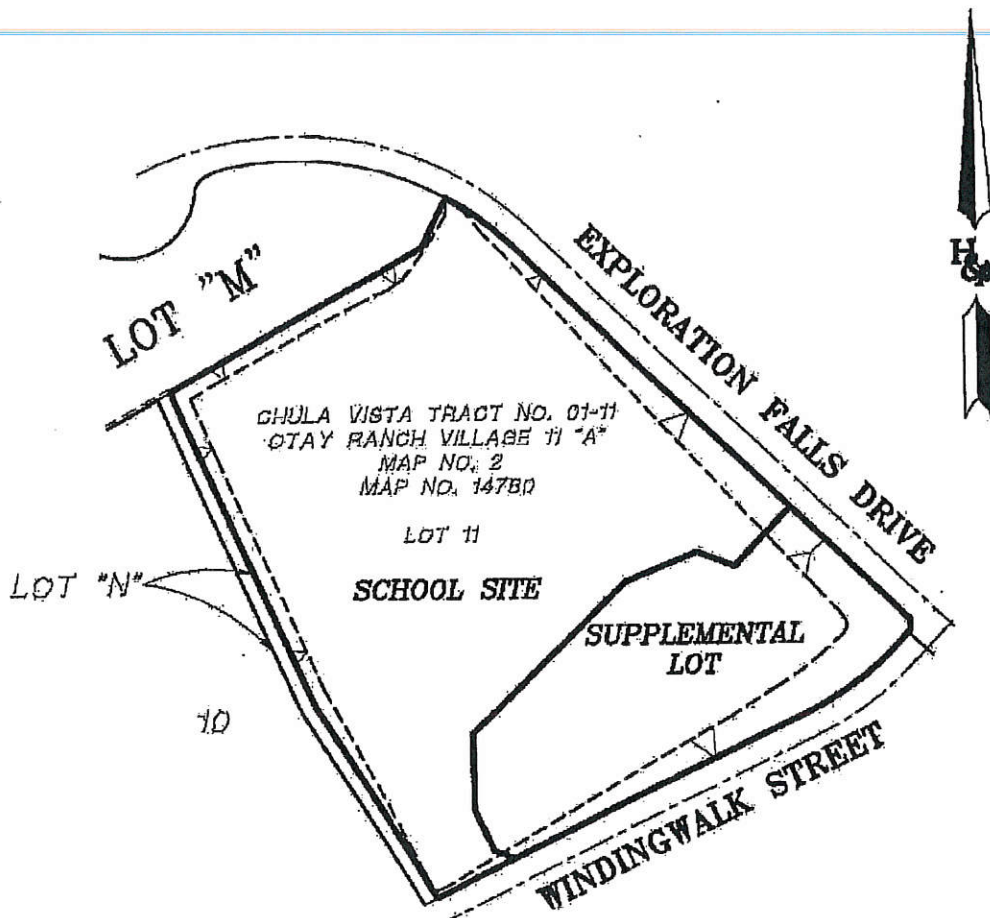 EXPLORATION FALLS DRIVE
LOT "M"
CHULA VISTA TRACT NO. 01-11
OTAY RANCH VILLAGE 11 "A"
MAP NO. 2
MAP NO. 14780
LOT 11
SCHOOL SITE
LOT "N"
SUPPLEMENTAL
LOT
10
WINDINGWALK STREET